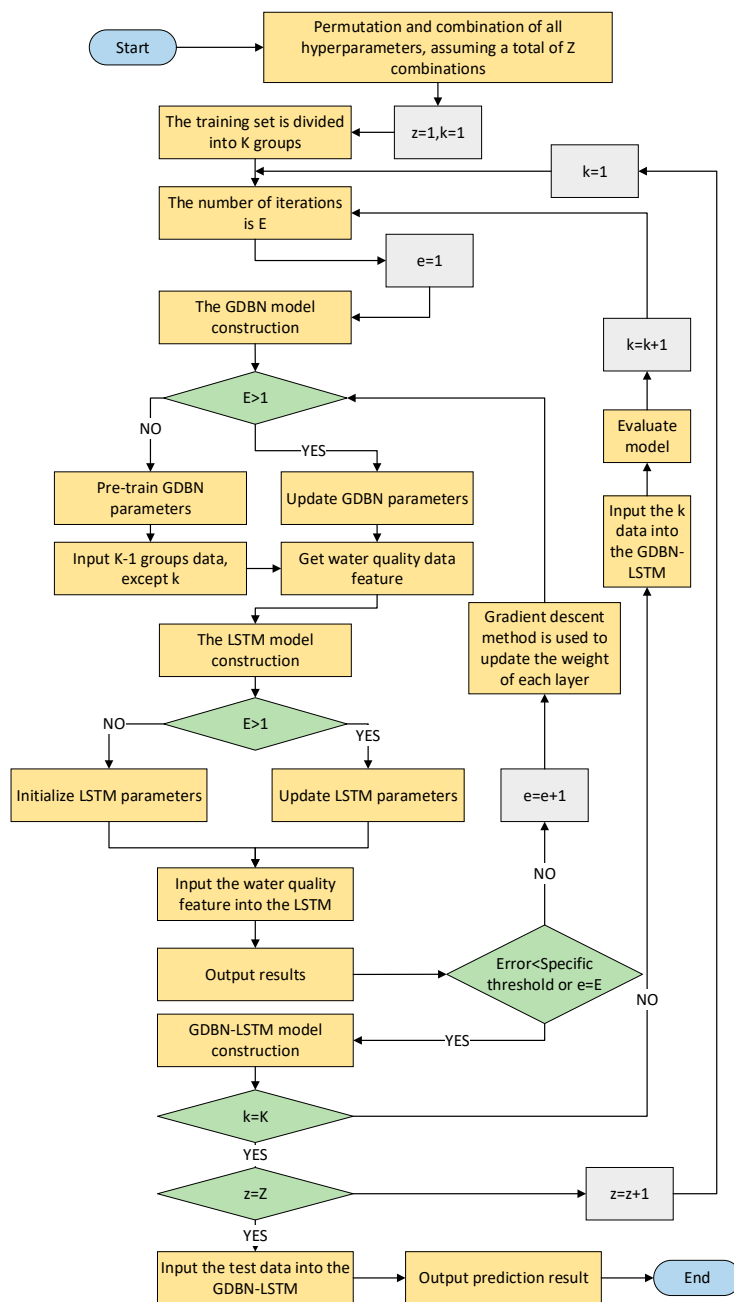 Start
Permutation and combination of all
hyperparameters, assuming a total of Z
combinations
The training set is divided
into K groups
z=1,k=1
k=1
The number of iterations
is E
e=1
The GDBN model
construction
k=k+1
E>1
NO
YES
Evaluate
model
Pre-train GDBN
parameters
Update GDBN parameters
Input the k
data into
the GDBN-
LSTM
Input K-1 groups data,
except k
Get water quality data
feature
Gradient descent
method is used to
update the weight
of each layer
The LSTM model
construction
E>1
NO
YES
Initialize LSTM parameters
Update LSTM parameters
e=e+1
NO
Input the water quality
feature into the LSTM
Output results
Error<Specific
threshold or e=E
NO
GDBN-LSTM model
construction
YES
k=K
YES
z=Z
z=z+1
YES
Input the test data into the
GDBN-LSTM
Output prediction result
End